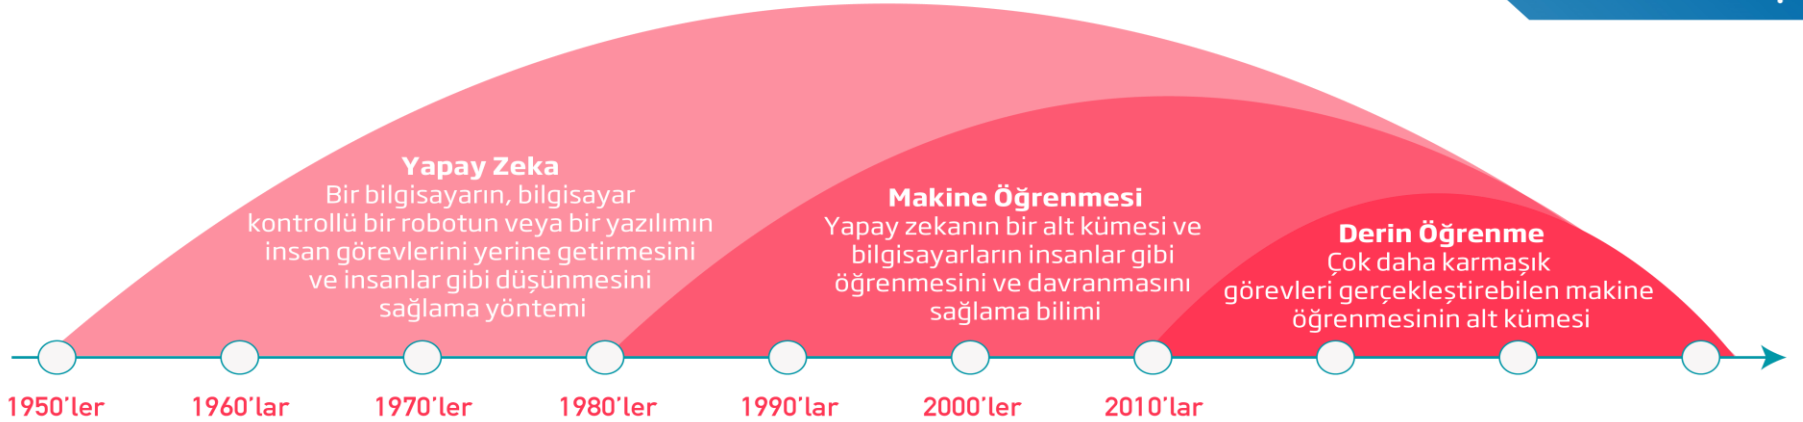 Yapay Zeka
Bir bilgisayarın, bilgisayar
kontrollü bir robotun veya bir yazılımın
insan görevlerini yerine getirmesini
ve insanlar gibi düşünmesini
sağlama yöntemi
Makine Öğrenmesi
Yapay zekanın bir alt kümesi ve
bilgisayarların insanlar gibi
öğrenmesini ve davranmasını
sağlama bilimi
Derin Öğrenme
Çok daha karmaşık
görevleri gerçekleştirebilen makine
öğrenmesinin alt kümesi
1950’ler
1960’lar
1970’ler
1980’ler
1990’lar
2000’ler
2010’lar